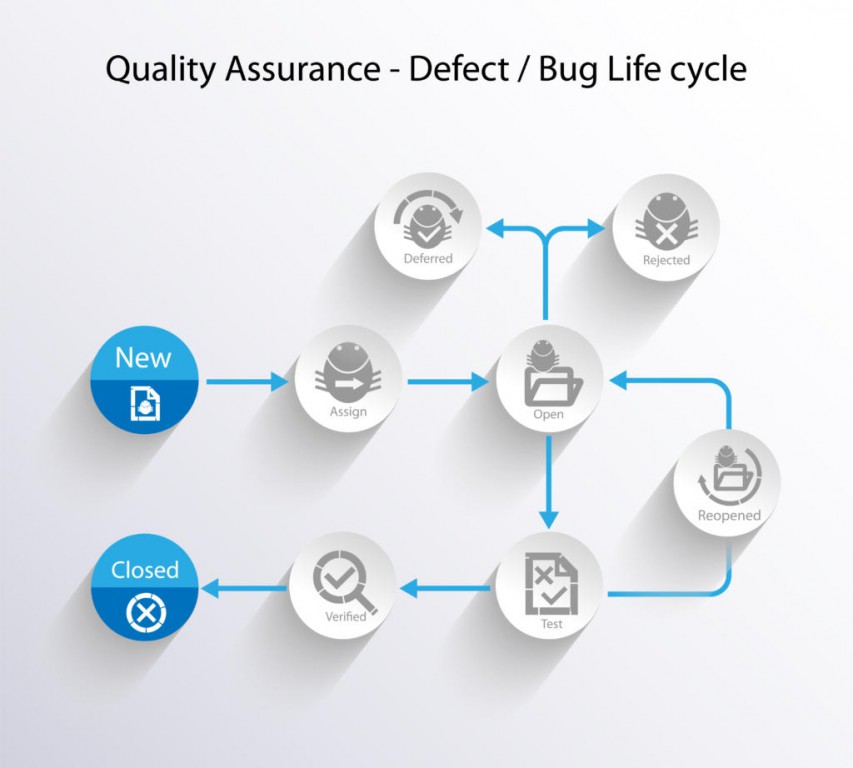 Quality Assurance - Defect / Bug Life cycle
Deferred
Rejected
New
Assign
Open
Reopened
Closed
Verified
Test